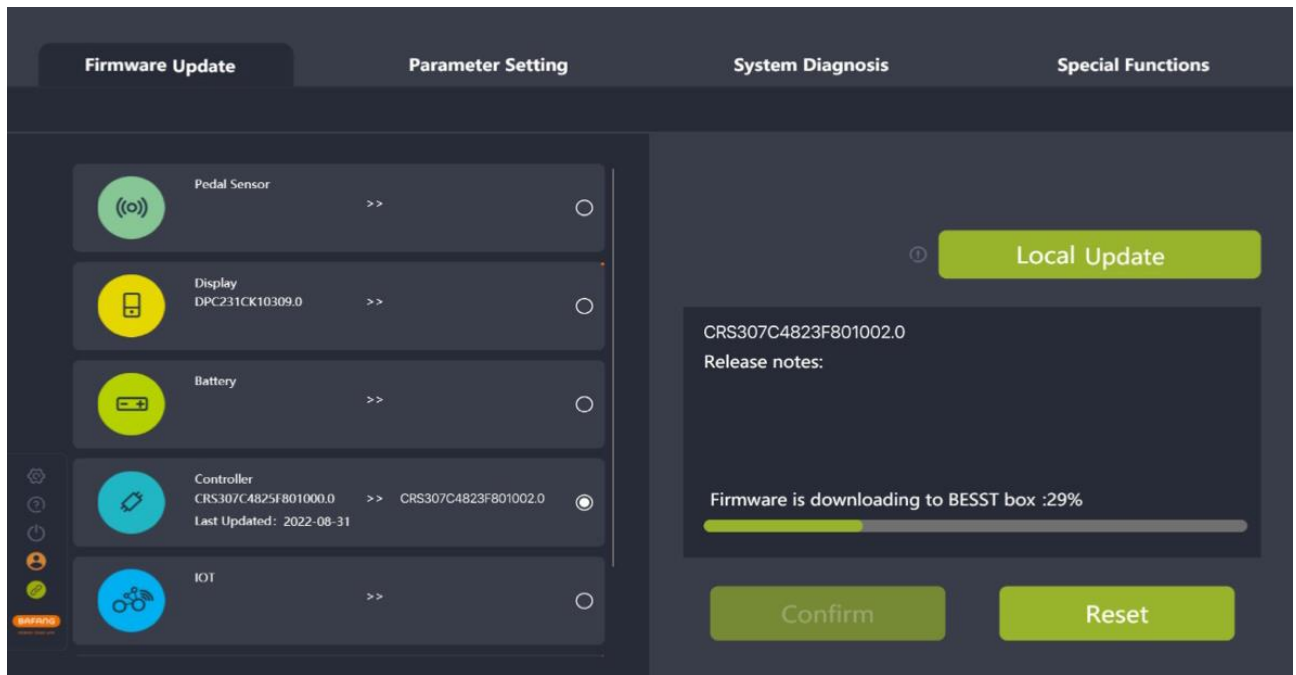 Firmware Update
Parameter Setting
System Diagnosis
Special Functions
Pedal Sensor
>>
Display
DPC231CK10309.0 >>
Battery
>>
Controller
CRS307C4825F801000.0 >> CRS307C4823F801002.0
Last Updated: 2022-08-31
IOT
>>
BAFANG
Local Update
CRS307C4823F801002.0
Release notes:
Firmware is downloading to BESST box :29%
Confirm
Reset